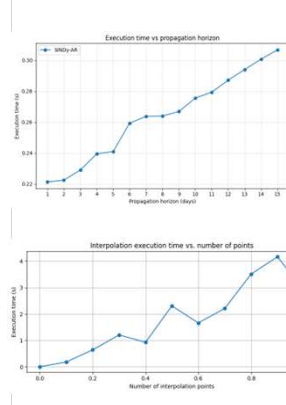 Execution time vs propagation horizon
SINDy-AR
Execution time (s)
0.30
0.28
0.26
0.24
0.22
1 2 3 4 5 6 7 8 9 10 11 12 13 14 15
Propagation horizon (days)
Interpolation execution time vs. number of points
Execution time (s)
4
3
2
1
0
0.0 0.2 0.4 0.6 0.8
Number of interpolation points